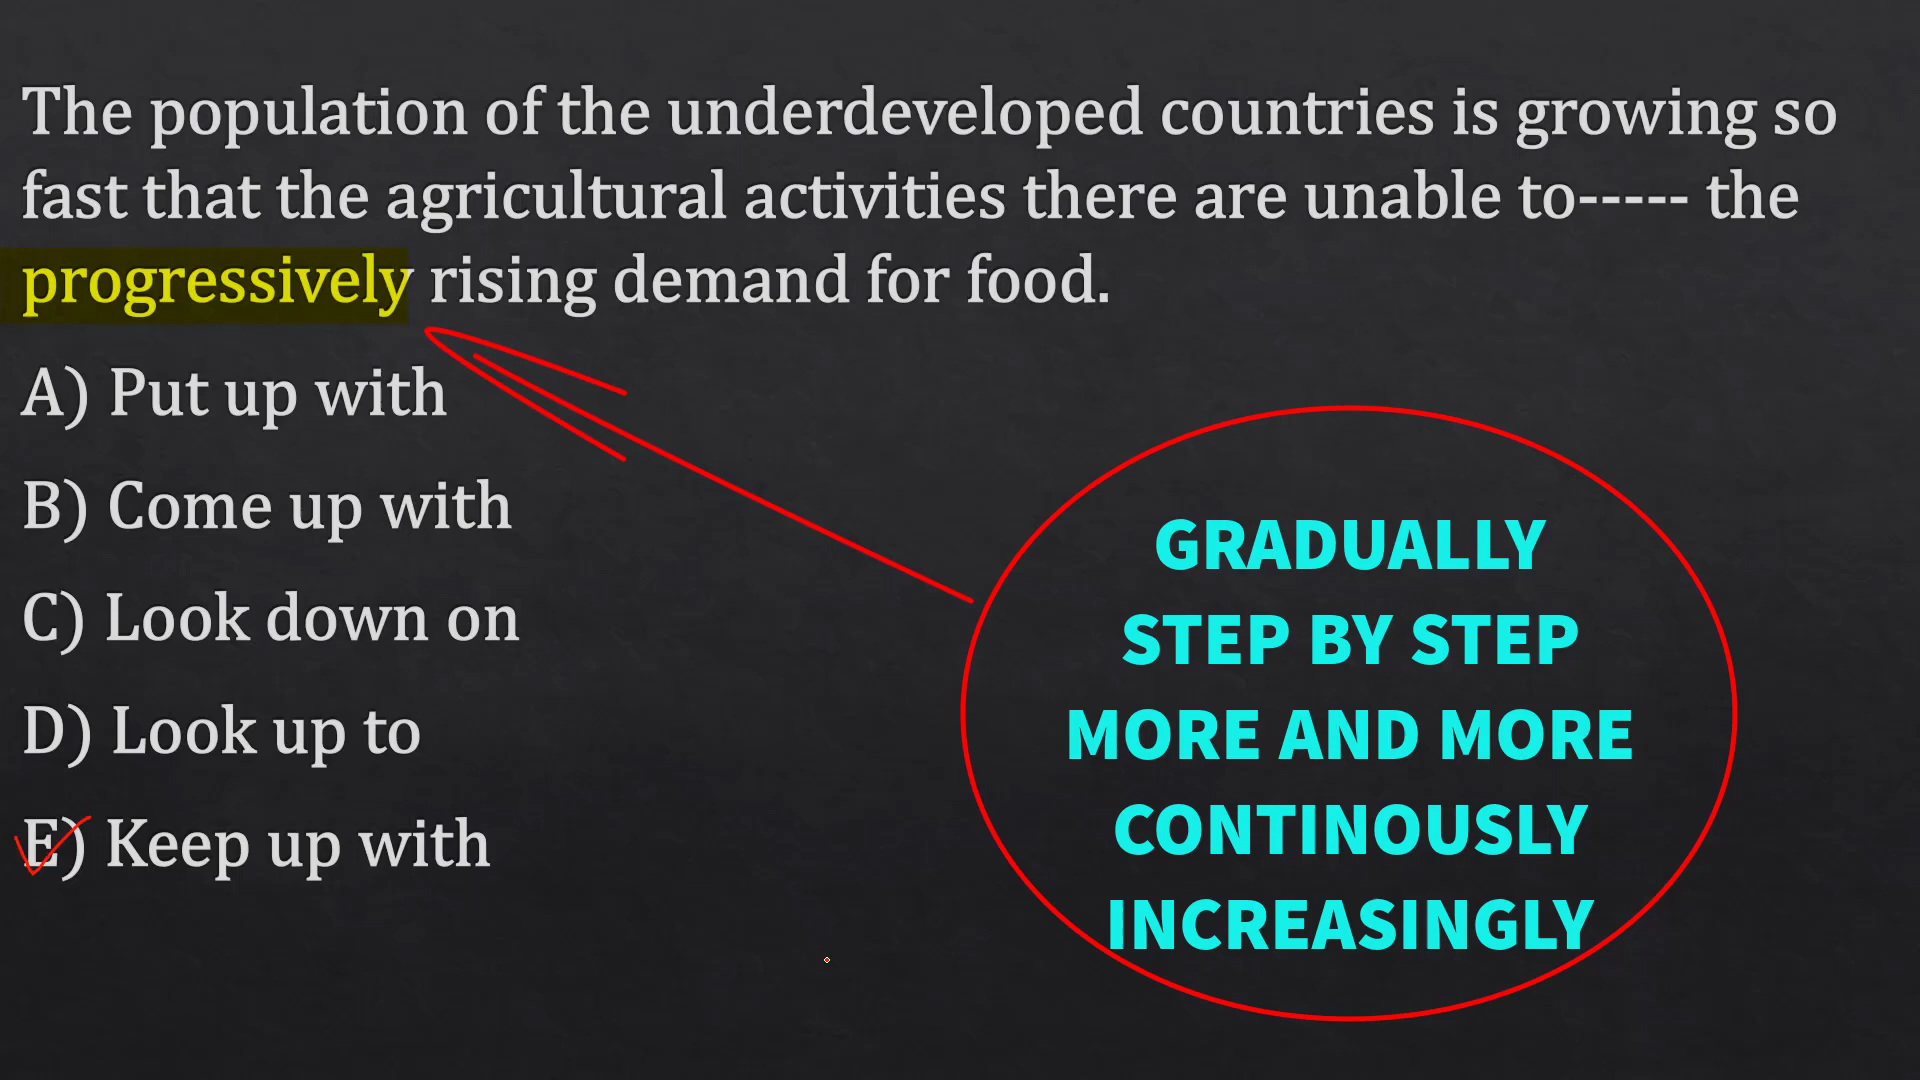 The population of the underdeveloped countries is growing so
fast that the agricultural activities there are unable to----- the
progressively rising demand for food.
A) Put up with
B) Come up with
C) Look down on
D) Look up to
E) Keep up with
GRADUALLY
STEP BY STEP
MORE AND MORE
CONTINOUSLY
INCREASINGLY